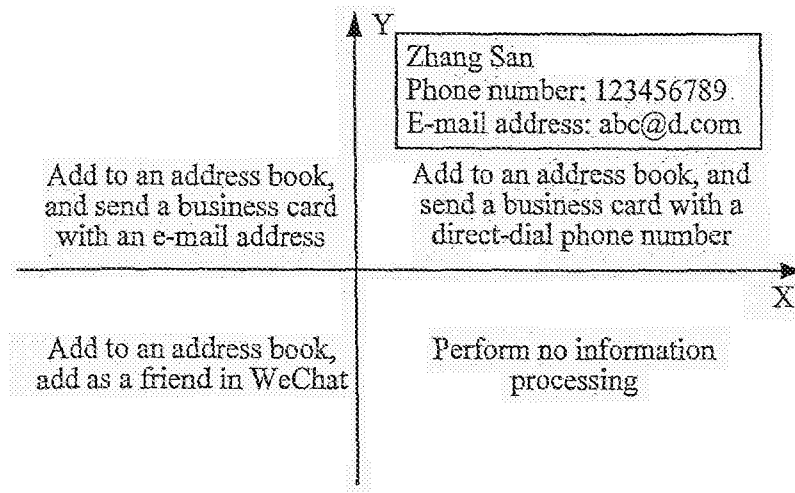 Y
Zhang San
Phone number: 123456789
E-mail address: abc@d.com
Add to an address book,
and send a business card
with an e-mail address
Add to an address book, and
send a business card with a
direct-dial phone number
X
Add to an address book,
add as a friend in WeChat
Perform no information
processing